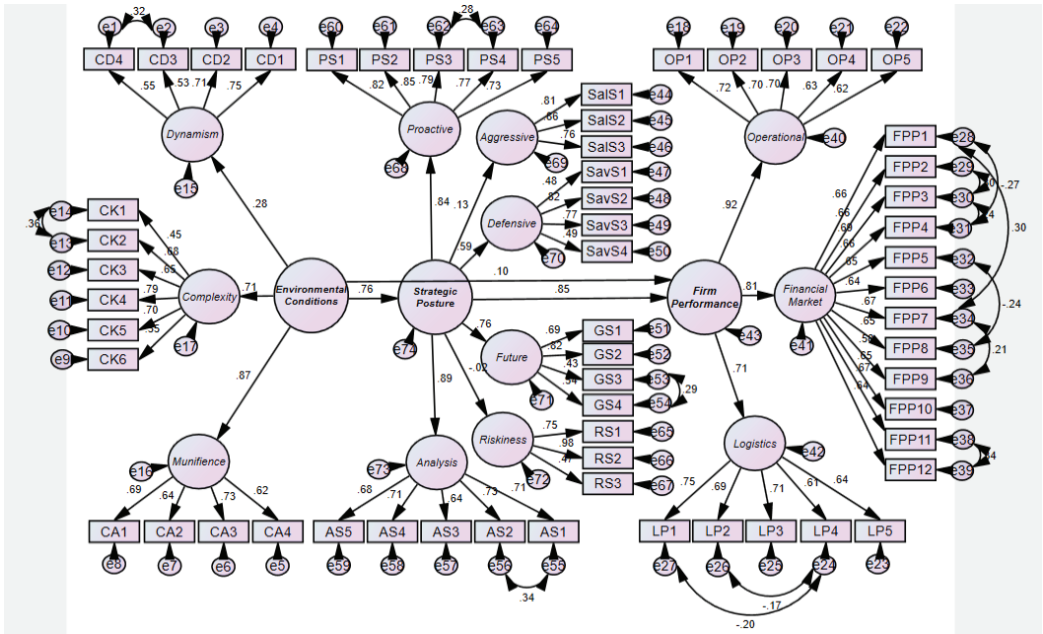 e1 .32 e2 e3 e4
CD4 CD3 CD2 CD1
.55 .53 .71 .75
Dynamism
e15
.28
e60 e61 e62 .28 e63 e64
PS1 PS2 PS3 PS4 PS5
.82 .85 .79 .77 .73
Proactive
e68
.84
.13
.59
Aggressive
e69
.81 SalS1 e44
.66 SalS2 e45
.76 SalS3 e46
Defensive
e70
.48 SavS1 e47
.82 SavS2 e48
.77 SavS3 e49
.49 SavS4 e50
e18 e19 e20 e21 e22
OP1 OP2 OP3 OP4 OP5
.72 .70 .70 .63 .62
Operational
e40
.92
.36
e14 CK1 .45
e13 CK2 .68
e12 CK3 .65
e11 CK4 .79
e10 CK5 .70
e9 CK6
Complexity
e17
.71
Environmental
Conditions
.76
Strategic
Posture
e74
.10
.85
Firm
Performance
e43
.81
Financial
Market
e41
FPP1 e28
FPP2 e29
FPP3 e30
FPP4 e31
FPP5 e32
FPP6 e33
FPP7 e34
FPP8 e35
FPP9 e36
FPP10 e37
FPP11 e38
FPP12 e39
.66
.66
.69
.66
.65
.64
.67
.65
.65
.67
.64
-.27
.30
-.24
.21
.87
Munifience
e16
.69 .64 .73 .62
CA1 CA2 CA3 CA4
e8 e7 e6 e5
.89
Analysis
e73
.68 .71 .64 .73 .71
AS5 AS4 AS3 AS2 AS1
e59 e58 e57 e56 e55
.34
.76
Future
e71
.69 GS1 e51
.82 GS2 e52
.43 GS3 e53
.54 GS4 e54
.29
-.02
Riskiness
e72
.75 RS1 e65
.98 RS2 e66
.47 RS3 e67
.71
Logistics
e42
.75 .69 .71 .61 .64
LP1 LP2 LP3 LP4 LP5
e27 e26 e25 e24 e23
-.17
-.20